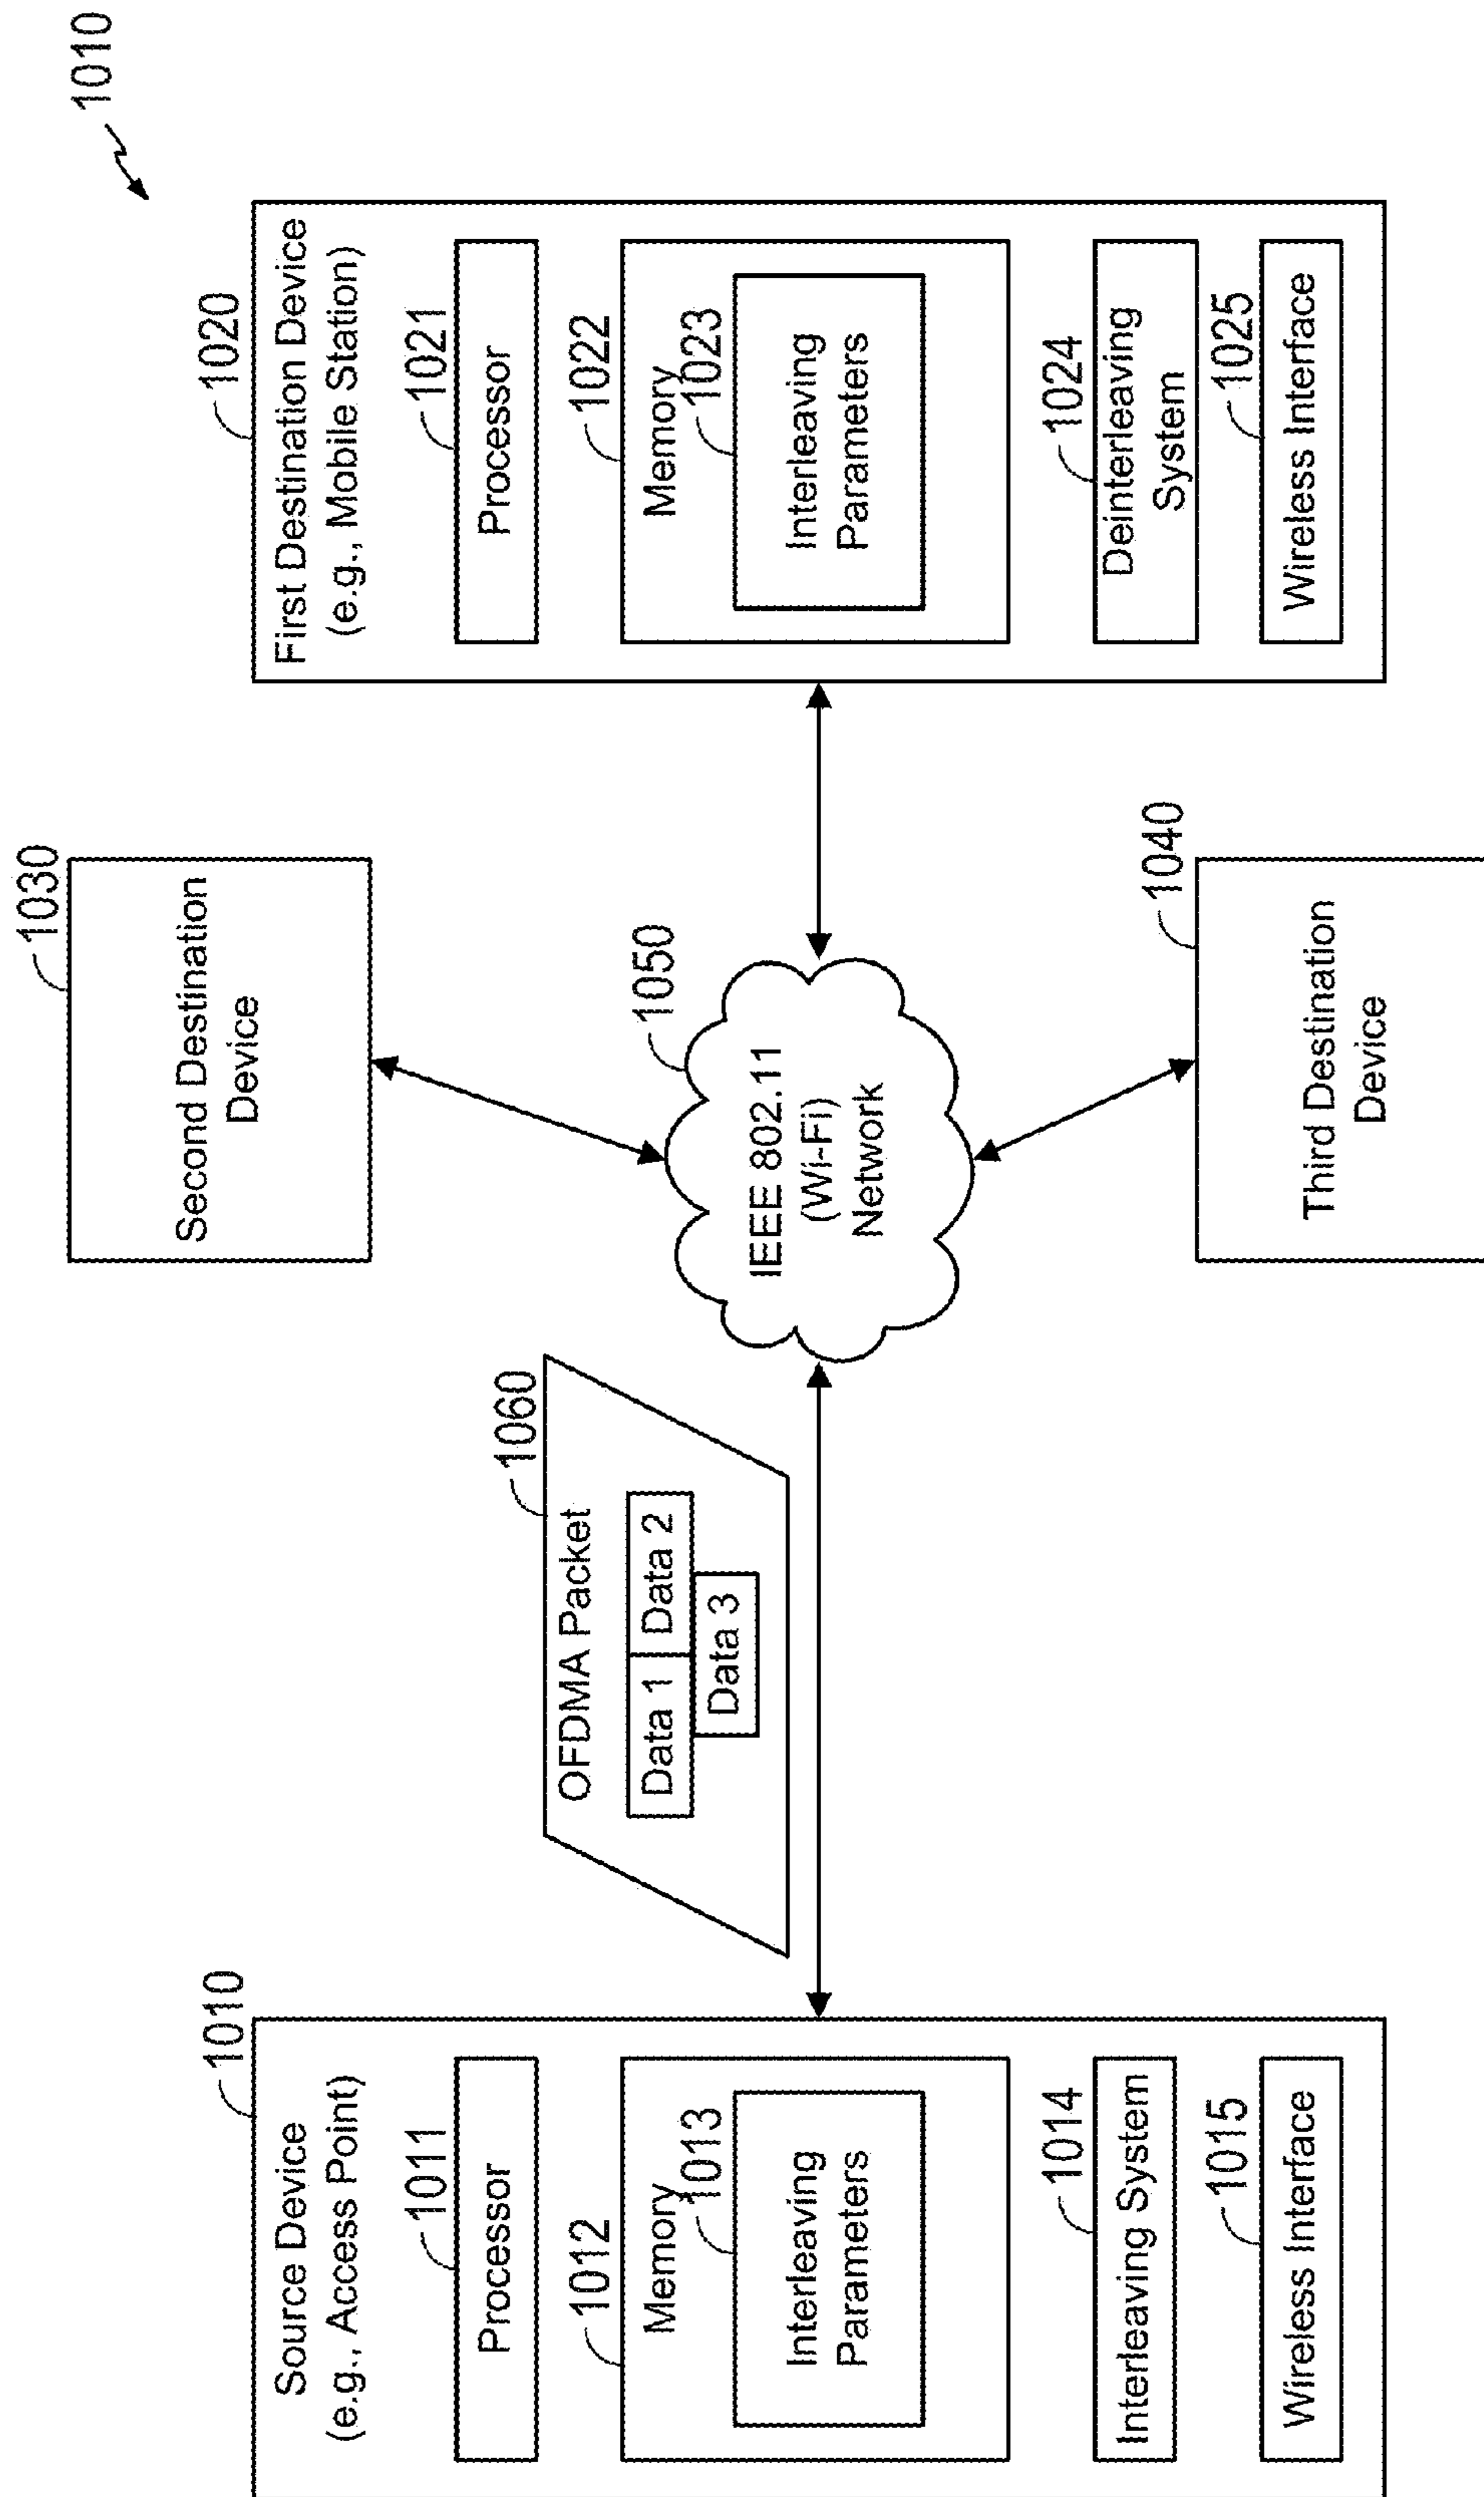 1010
1010
Source Device
(e.g., Access Point)
1011
Processor
1012
Memory
1013
Interleaving
Parameters
1014
Interleaving System
1015
Wireless Interface
1060
OFDMA Packet
Data 1
Data 2
Data 3
1030
Second Destination
Device
1050
IEEE 802.11
(Wi-Fi)
Network
1040
Third Destination
Device
1020
First Destination Device
(e.g., Mobile Station)
1021
Processor
1022
Memory
1023
Interleaving
Parameters
1024
Deinterleaving
System
1025
Wireless Interface